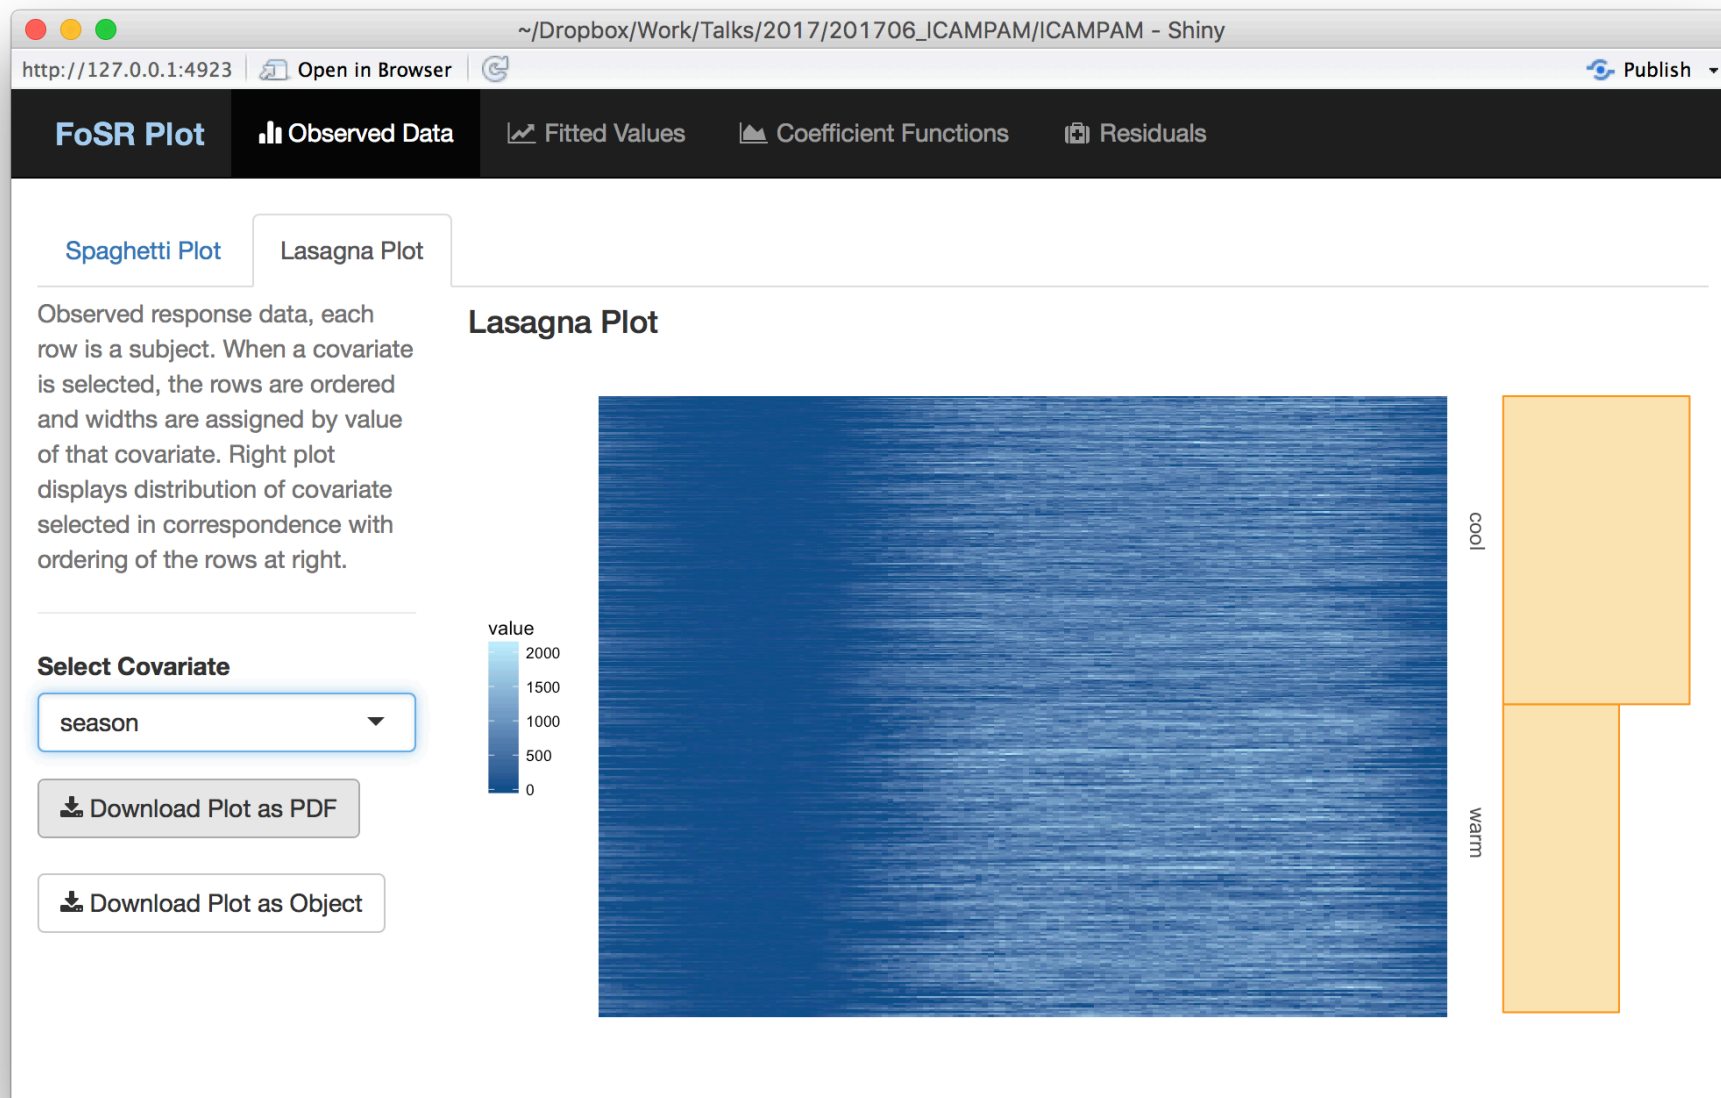 ~/Dropbox/Work/Talks/2017/201706_ICAMPAM/ICAMPAM - Shiny
http://127.0.0.1:4923 Open in Browser Publish
FoSR Plot Observed Data Fitted Values Coefficient Functions Residuals
Spaghetti Plot Lasagna Plot
Observed response data, each
row is a subject. When a covariate
is selected, the rows are ordered
and widths are assigned by value
of that covariate. Right plot
displays distribution of covariate
selected in correspondence with
ordering of the rows at right.
Select Covariate
season
Download Plot as PDF
Download Plot as Object
Lasagna Plot
value
2000
1500
1000
500
0
cool
warm